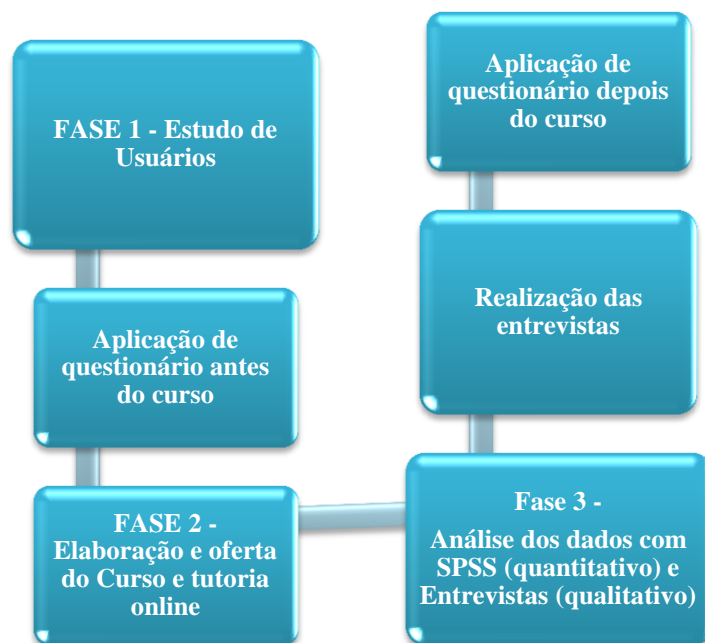 FASE 1 - Estudo de
Usuários
Aplicação de
questionário antes
do curso
FASE 2 -
Elaboração e oferta
do Curso e tutoria
online
Fase 3 -
Análise dos dados com
SPSS (quantitativo) e
Entrevistas (qualitativo)
Realização das
entrevistas
Aplicação de
questionário depois
do curso